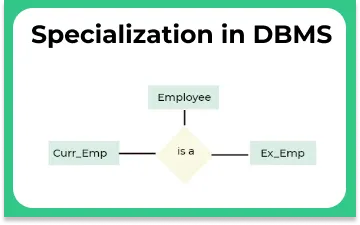 Specialization in DBMS
Employee
Curr_Emp
is a
Ex_Emp